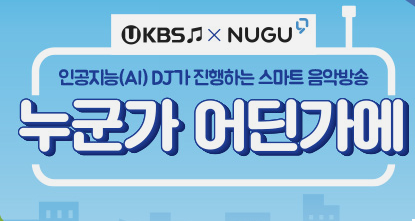 KBS♫ × NUGU
인공지능(AI) DJ가 진행하는 스마트 음악방송
누군가 어딘가에